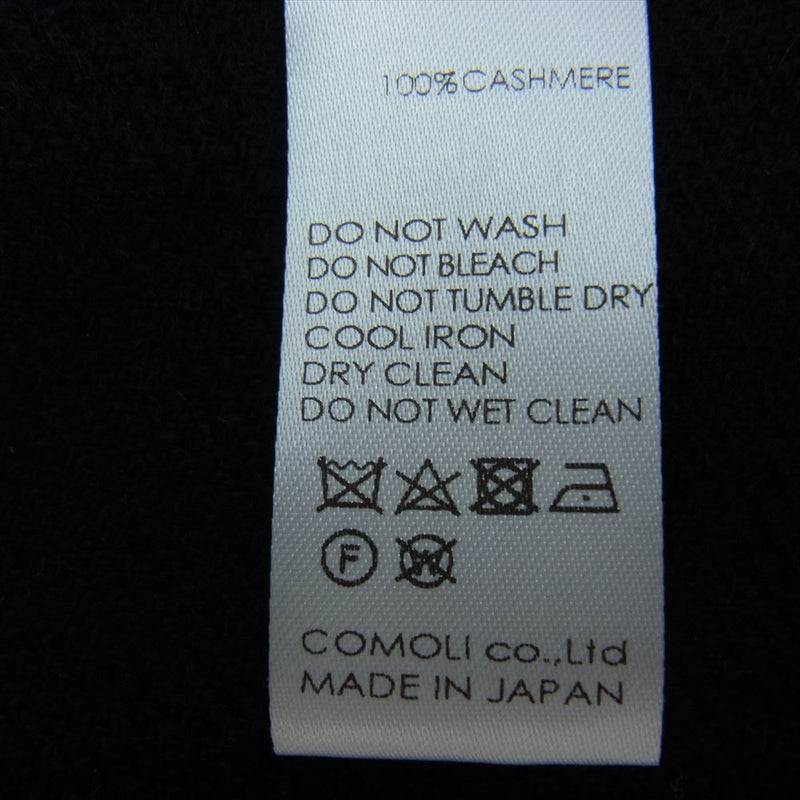 100%CASHMERE
DO NOT WASH
DO NOT BLEACH
DO NOT TUMBLE DRY
COOL IRON
DRY CLEAN
DO NOT WET CLEAN
F W
COMOLI co.,Ltd
MADE IN JAPAN